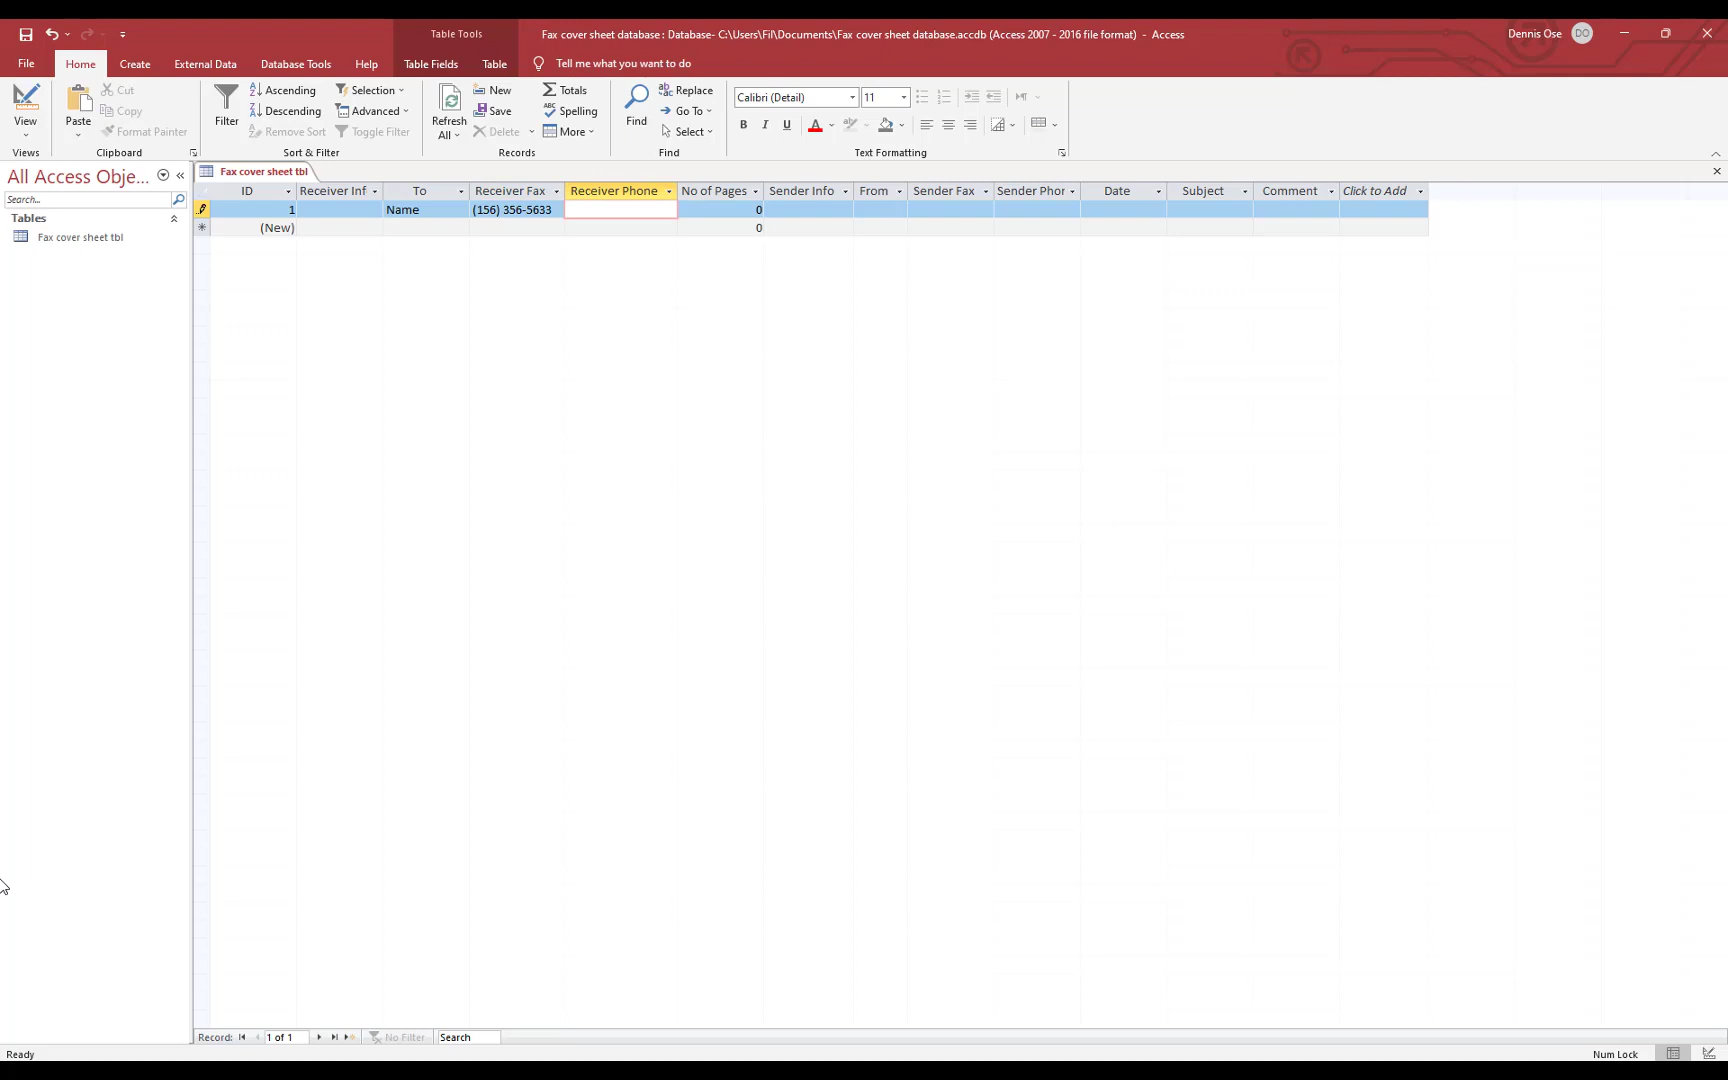 Table Tools
Fax cover sheet database : Database- C:\Users\Fil\Documents\Fax cover sheet database.accdb (Access 2007 - 2016 file format) - Access
Dennis Ose DO
File Home Create External Data Database Tools Help Table Fields Table Tell me what you want to do
View
Views
Paste
Cut
Copy
Format Painter
Clipboard
Filter
Ascending
Descending
Remove Sort
Selection
Advanced
Toggle Filter
Sort & Filter
Refresh
All
New
Save
Delete
Totals
Spelling
More
Records
Find
Replace
Go To
Select
Find
Calibri (Detail) 11
B I U A
Text Formatting
All Access Obje...
Search...
Tables
Fax cover sheet tbl
Fax cover sheet tbl
ID Receiver Inf To Receiver Fax Receiver Phone No of Pages Sender Info From Sender Fax Sender Phor Date Subject Comment Click to Add
1 Name (156) 356-5633 0
(New) 0
Record: 1 of 1 No Filter Search
Ready Num Lock